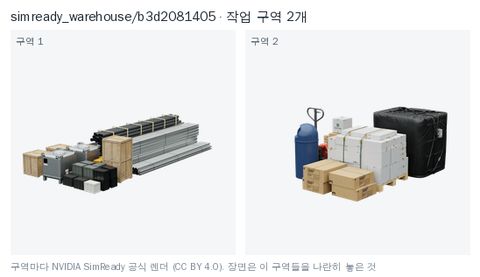 simready_warehouse/b3d2081405 · 작업 구역 2개
구역 1
구역 2
구역마다 NVIDIA SimReady 공식 렌더 (CC BY 4.0). 장면은 이 구역들을 나란히 놓은 것